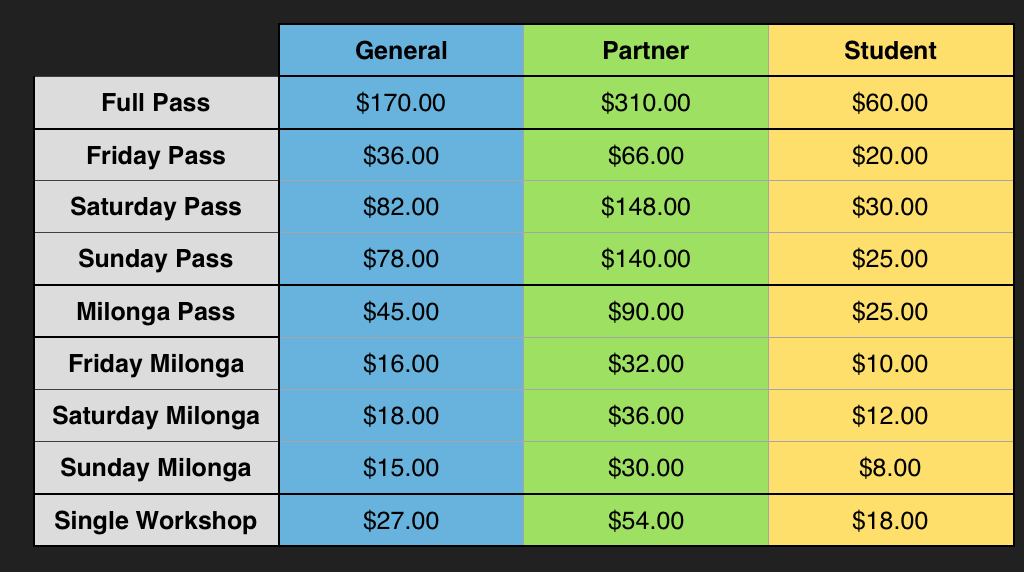 General Partner Student
Full Pass $170.00 $310.00 $60.00
Friday Pass $36.00 $66.00 $20.00
Saturday Pass $82.00 $148.00 $30.00
Sunday Pass $78.00 $140.00 $25.00
Milonga Pass $45.00 $90.00 $25.00
Friday Milonga $16.00 $32.00 $10.00
Saturday Milonga $18.00 $36.00 $12.00
Sunday Milonga $15.00 $30.00 $8.00
Single Workshop $27.00 $54.00 $18.00